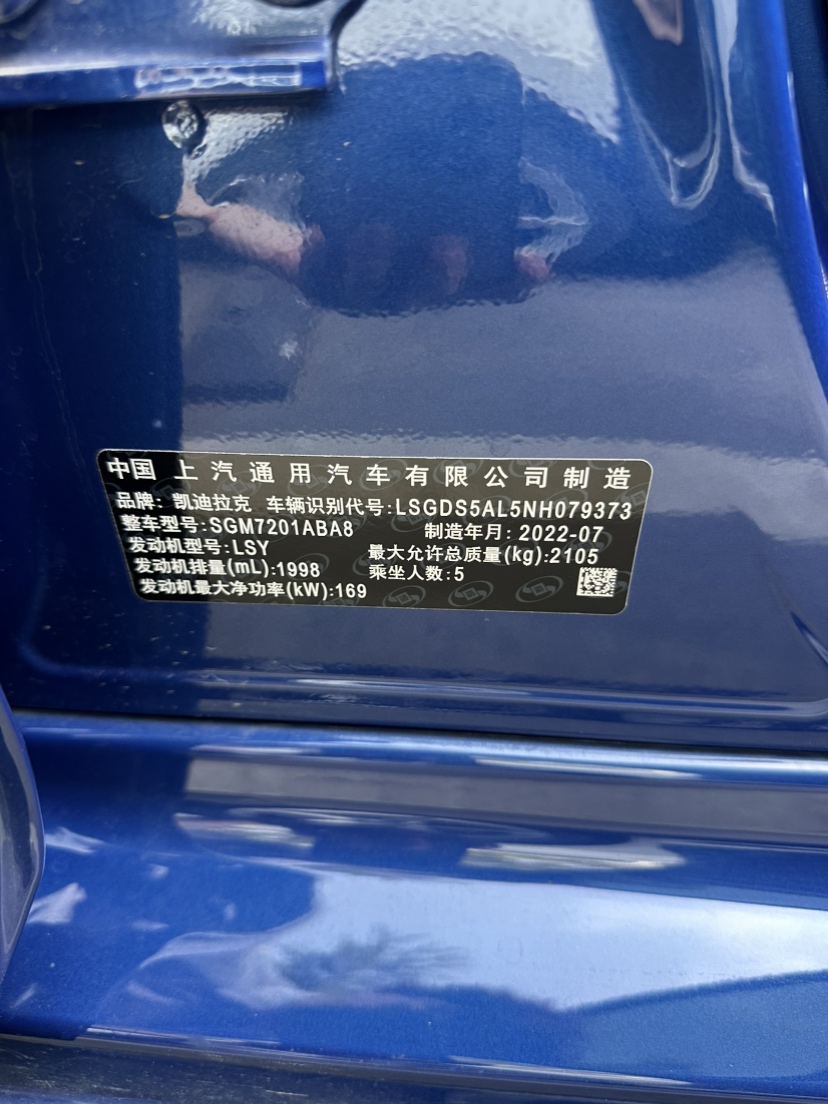 中国 上汽通用汽车有限公司制造
品牌: 凯迪拉克 车辆识别代号:LSGDS5AL5NH079373
整车型号:SGM7201ABA8 制造年月: 2022-07
发动机型号:LSY 最大允许总质量(kg):2105
发动机排量(mL):1998 乘坐人数:5
发动机最大净功率(kW):169